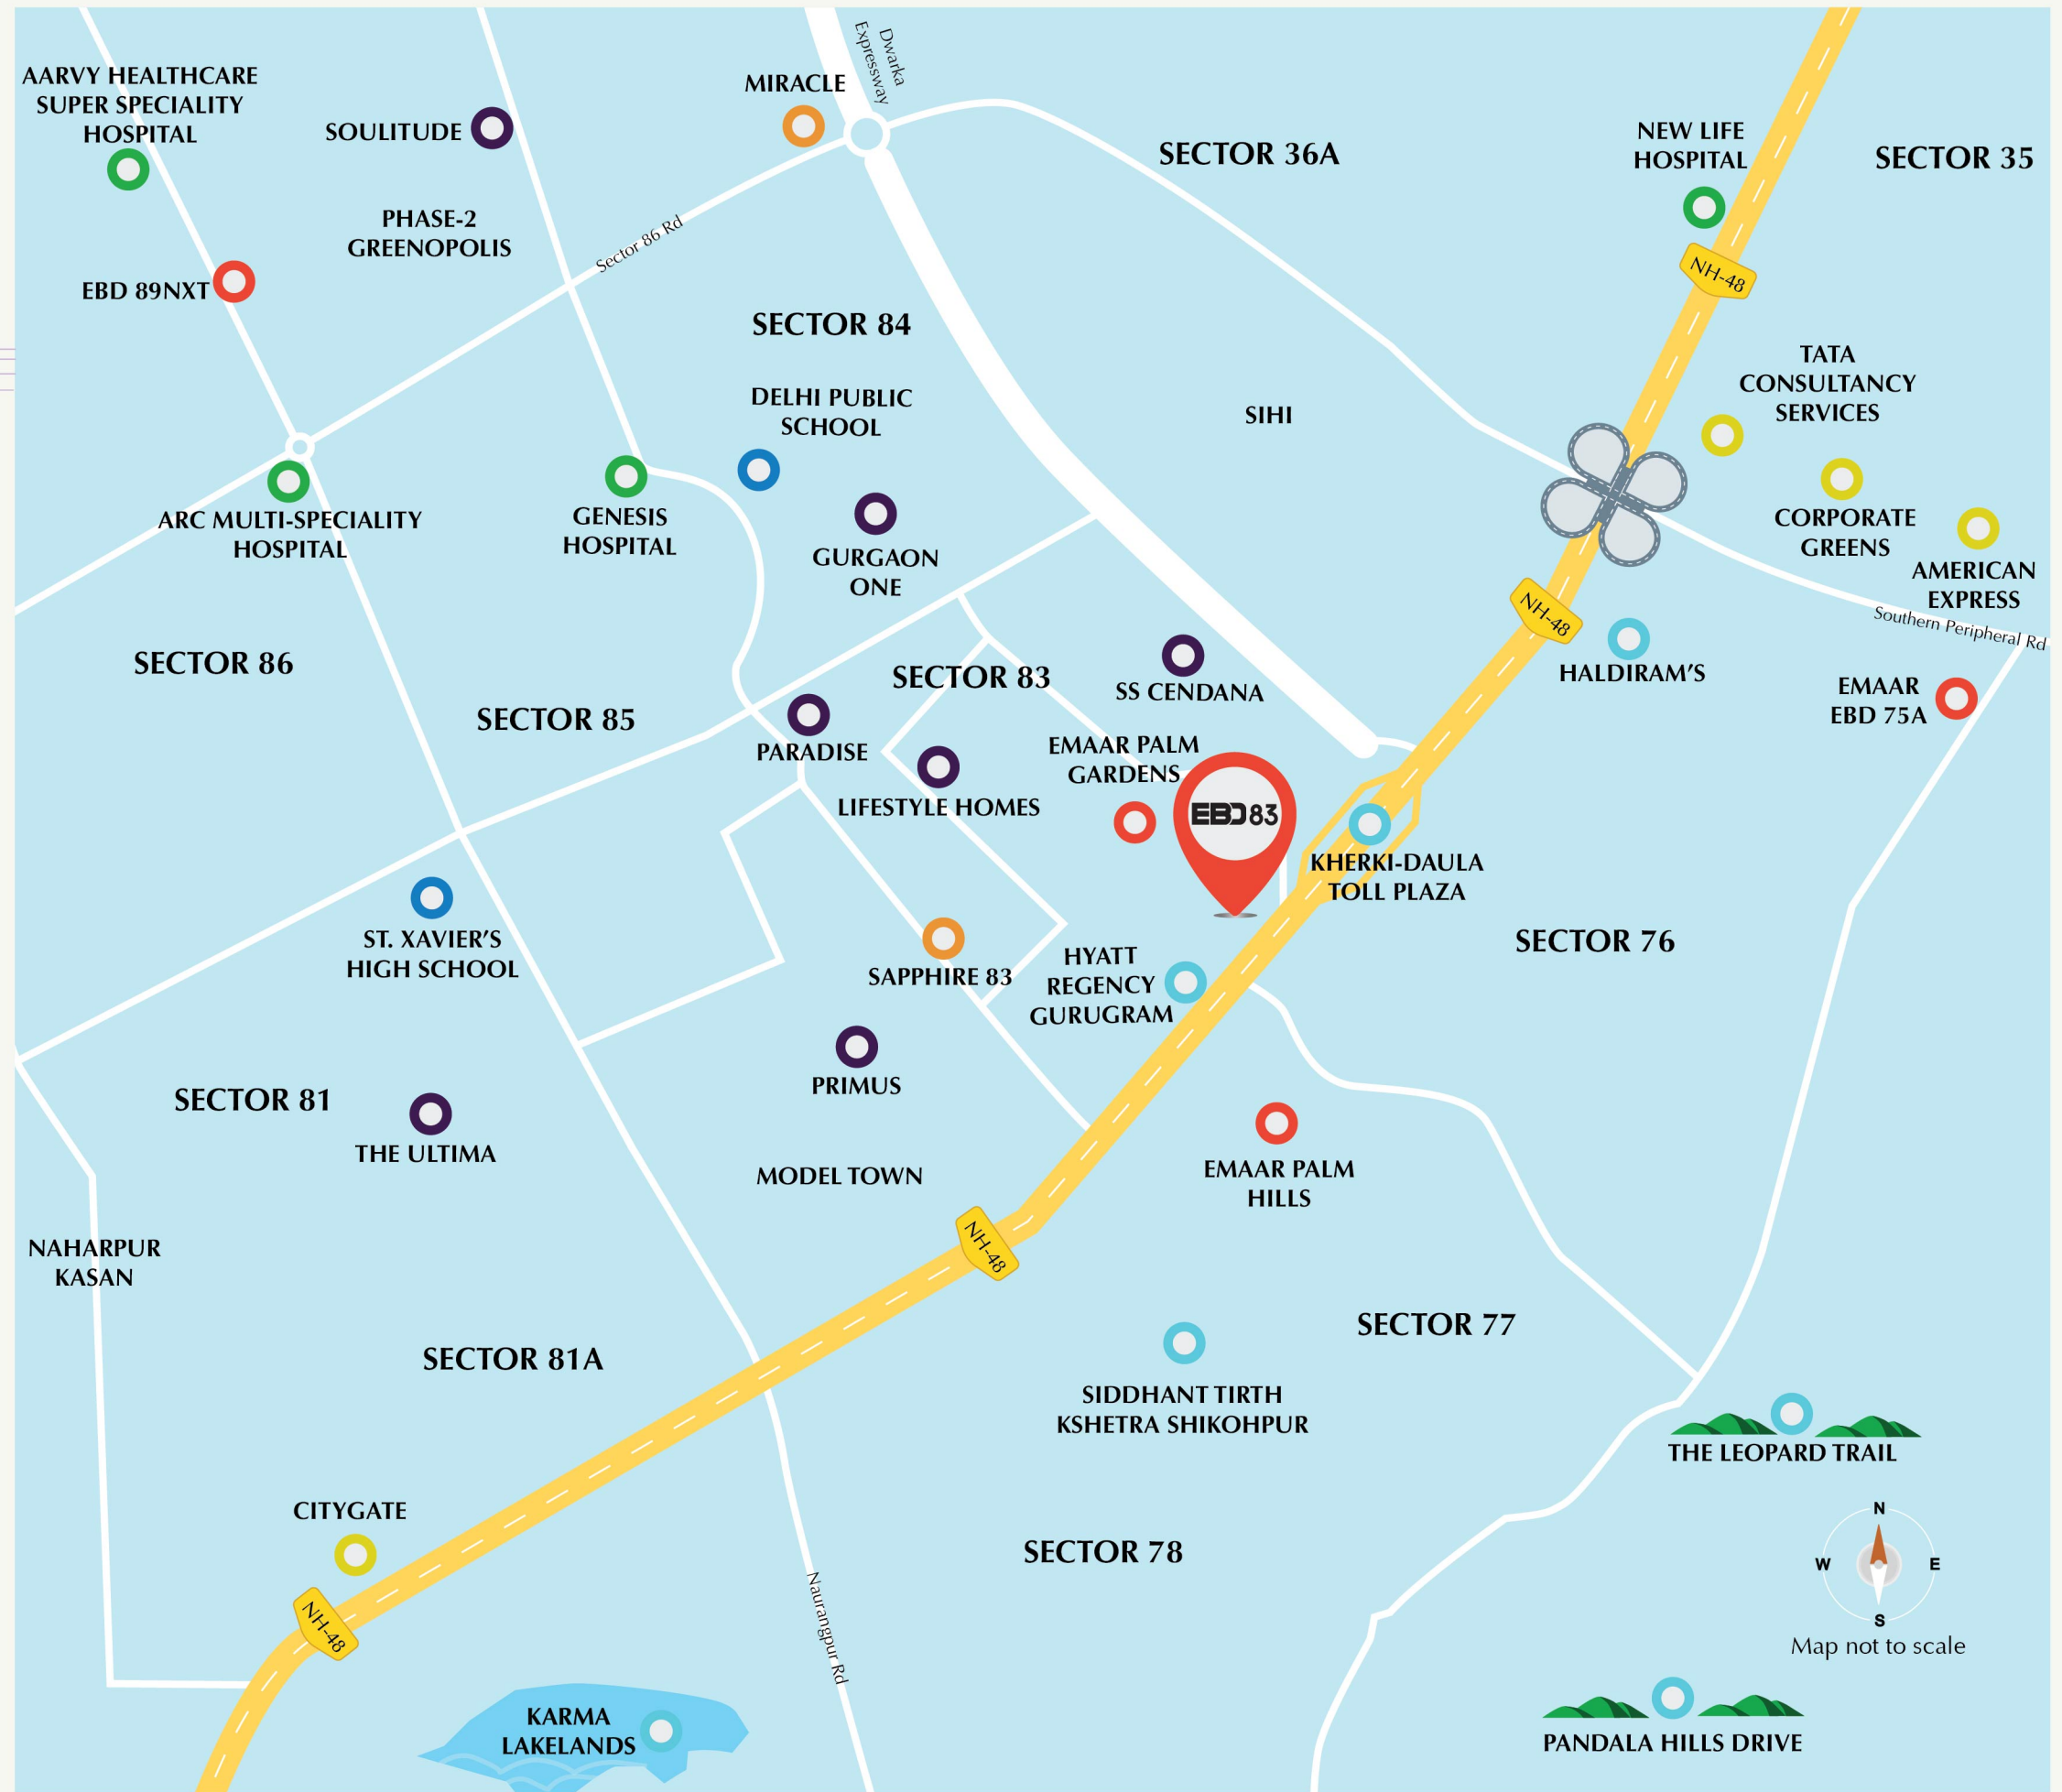 Dwarka
Expressway
AARVY HEALTHCARE
SUPER SPECIALITY
HOSPITAL
MIRACLE
SOULITUDE
NEW LIFE
HOSPITAL
SECTOR 36A
SECTOR 35
PHASE-2
GREENOPOLIS
Sector 86 Rd
EBD 89NXT
NH-48
SECTOR 84
TATA
CONSULTANCY
SERVICES
DELHI PUBLIC
SCHOOL
SIHI
ARC MULTI-SPECIALITY
HOSPITAL
GENESIS
HOSPITAL
GURGAON
ONE
CORPORATE
GREENS
AMERICAN
EXPRESS
NH-48
Southern Peripheral Rd
SECTOR 86
SECTOR 83
SS CENDANA
HALDIRAM'S
EMAAR
EBD 75A
SECTOR 85
PARADISE
EMAAR PALM
GARDENS
LIFESTYLE HOMES
EBD83
KHERKI-DAULA
TOLL PLAZA
ST. XAVIER'S
HIGH SCHOOL
SAPPHIRE 83
HYATT
REGENCY
GURUGRAM
SECTOR 76
SECTOR 81
PRIMUS
THE ULTIMA
MODEL TOWN
EMAAR PALM
HILLS
NAHARPUR
KASAN
NH-48
SECTOR 77
SECTOR 81A
SIDDHANT TIRTH
KSHETRA SHIKOHPUR
THE LEOPARD TRAIL
CITYGATE
SECTOR 78
N
W
E
S
Map not to scale
NH-48
Naurangpur Rd
KARMA
LAKELANDS
PANDALA HILLS DRIVE